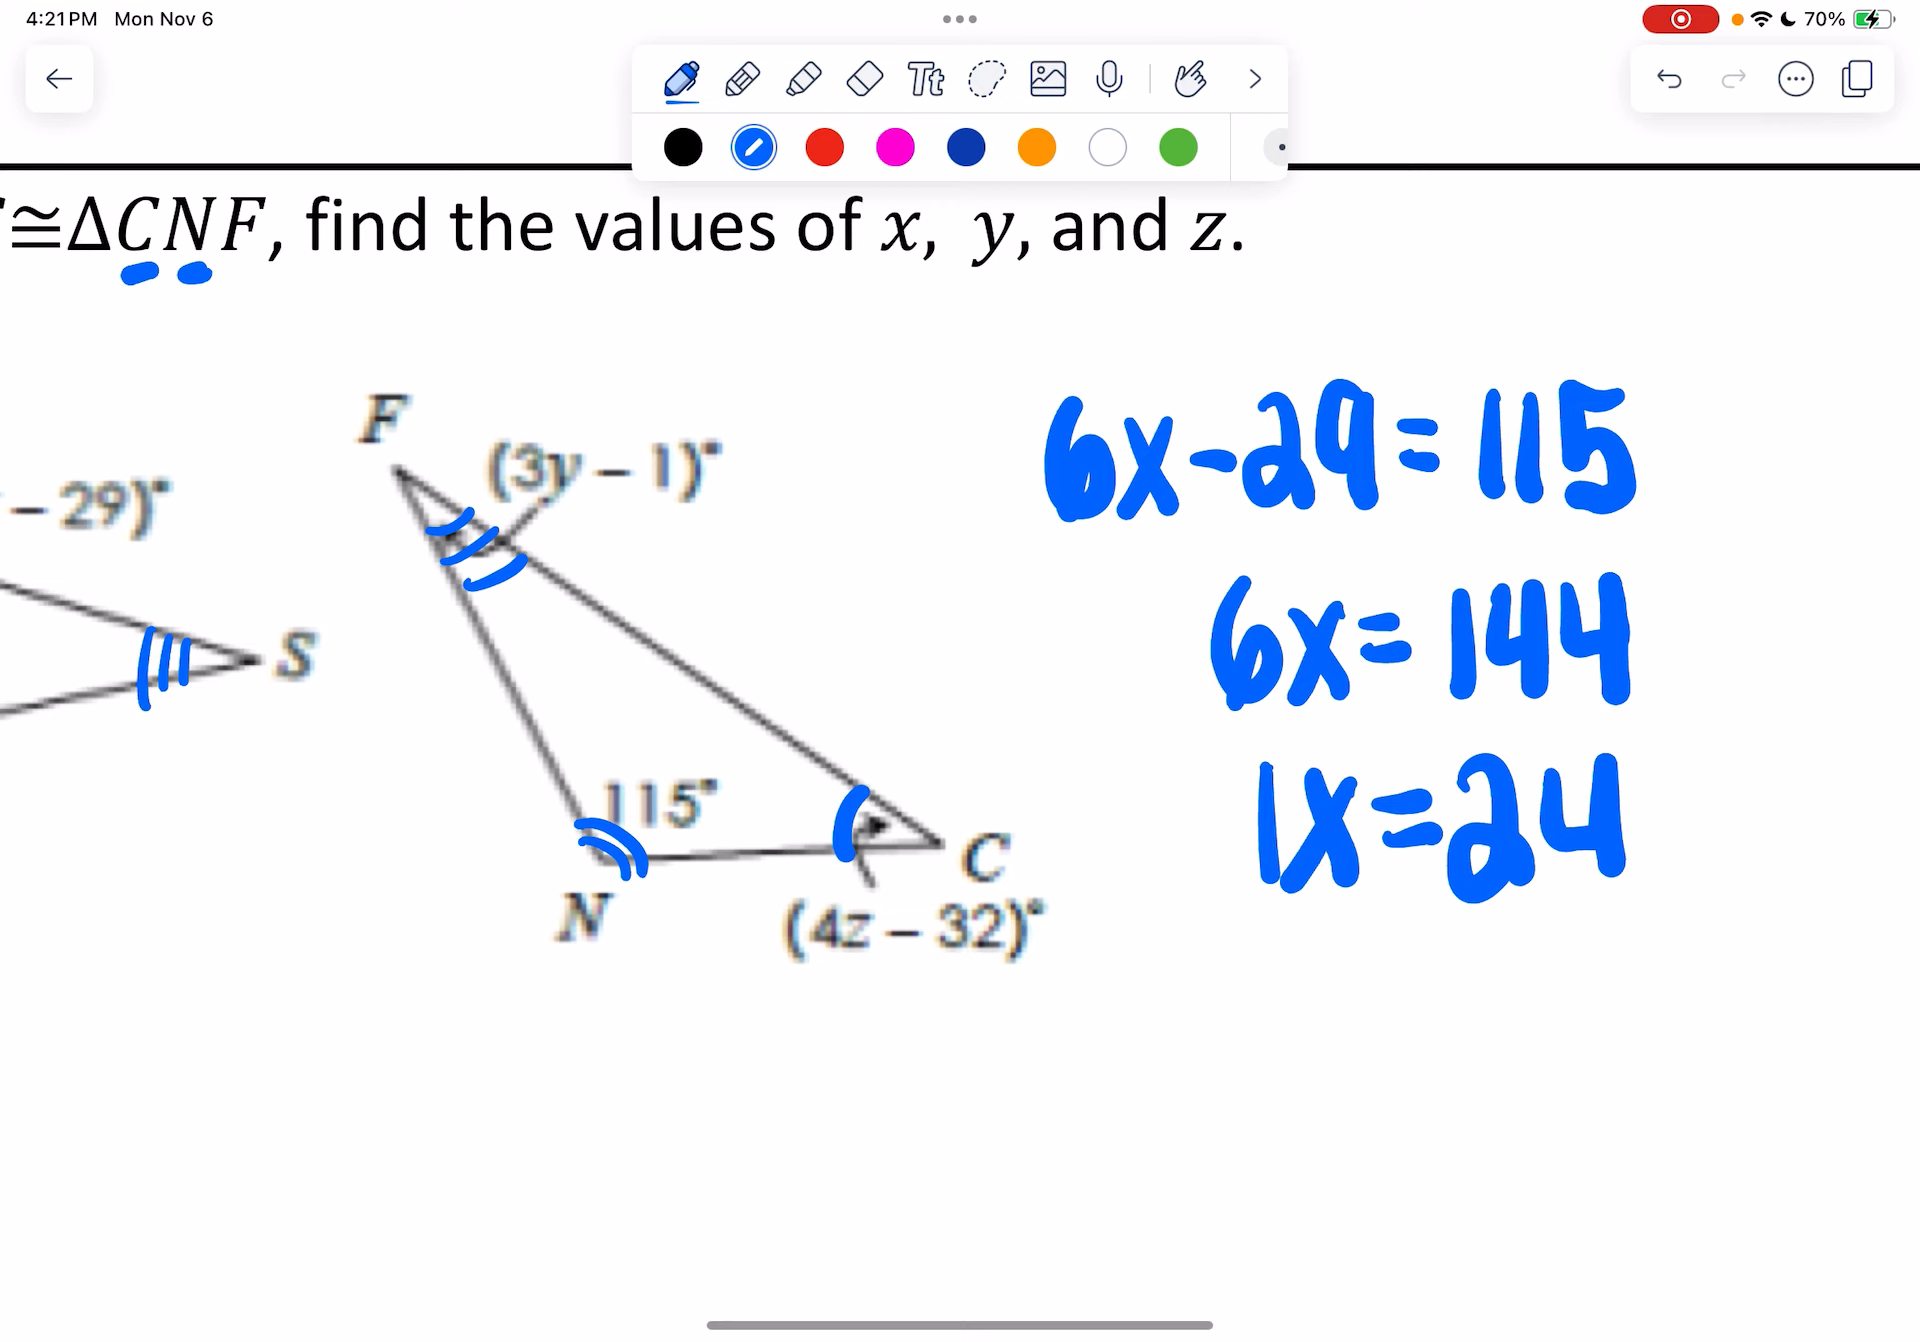 4:21 PM Mon Nov 6
70%
Tt
≅ΔCNF, find the values of x, y, and z.
F
(3y – 1)°
– 29)°
S
115°
N
C
(4z – 32)°
6x-29=115
6x=144
1x=24